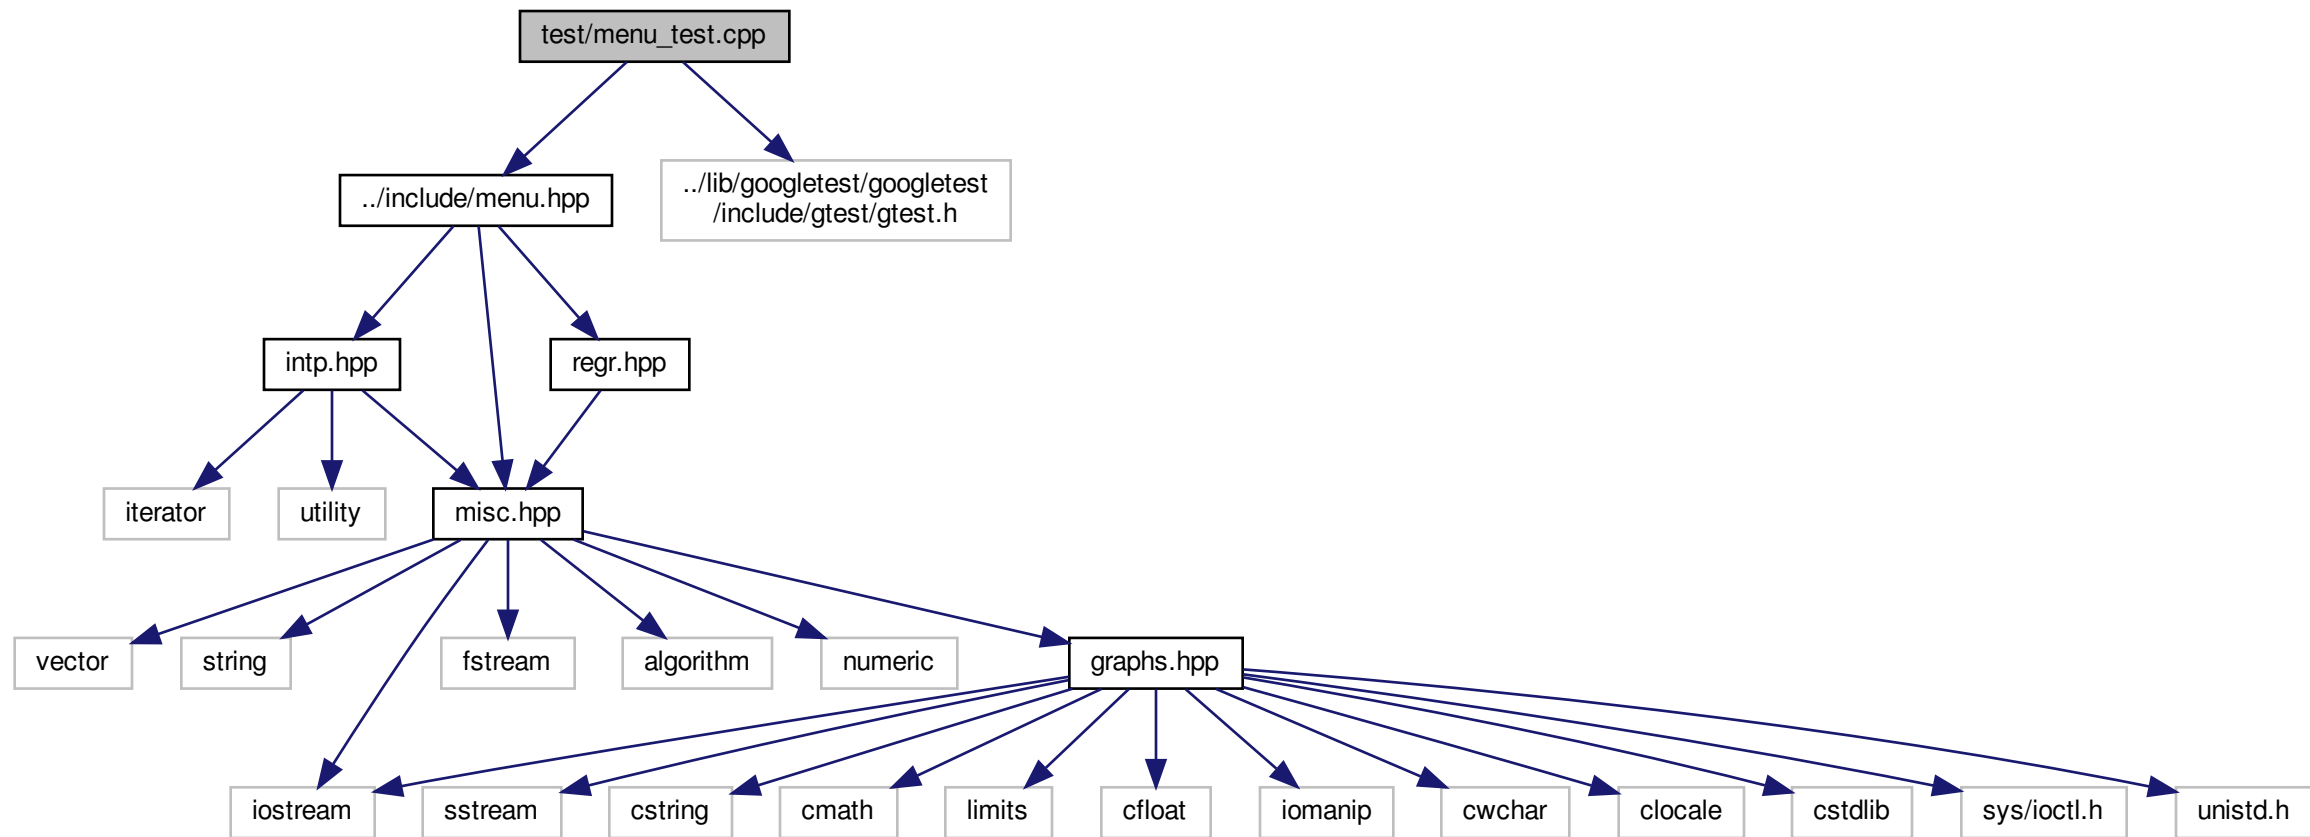 test/menu_test.cpp
../include/menu.hpp
../lib/googletest/googletest
/include/gtest/gtest.h
intp.hpp
regr.hpp
iterator
utility
misc.hpp
vector
string
fstream
algorithm
numeric
graphs.hpp
iostream
sstream
cstring
cmath
limits
cfloat
iomanip
cwchar
clocale
cstdlib
sys/ioctl.h
unistd.h